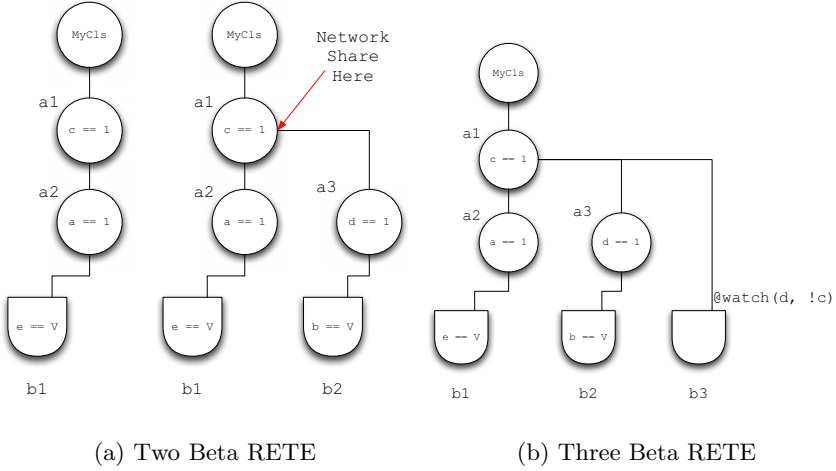 MyCls
a1
c == 1
a2
a == 1
e == V
b1
MyCls
Network
Share
Here
a1
c == 1
a2
a == 1
a3
d == 1
e == V
b == V
b1
b2
(a) Two Beta RETE
MyCls
a1
c == 1
a2
a == 1
a3
d == 1
@watch(d, !c)
e == V
b == V
b1
b2
b3
(b) Three Beta RETE